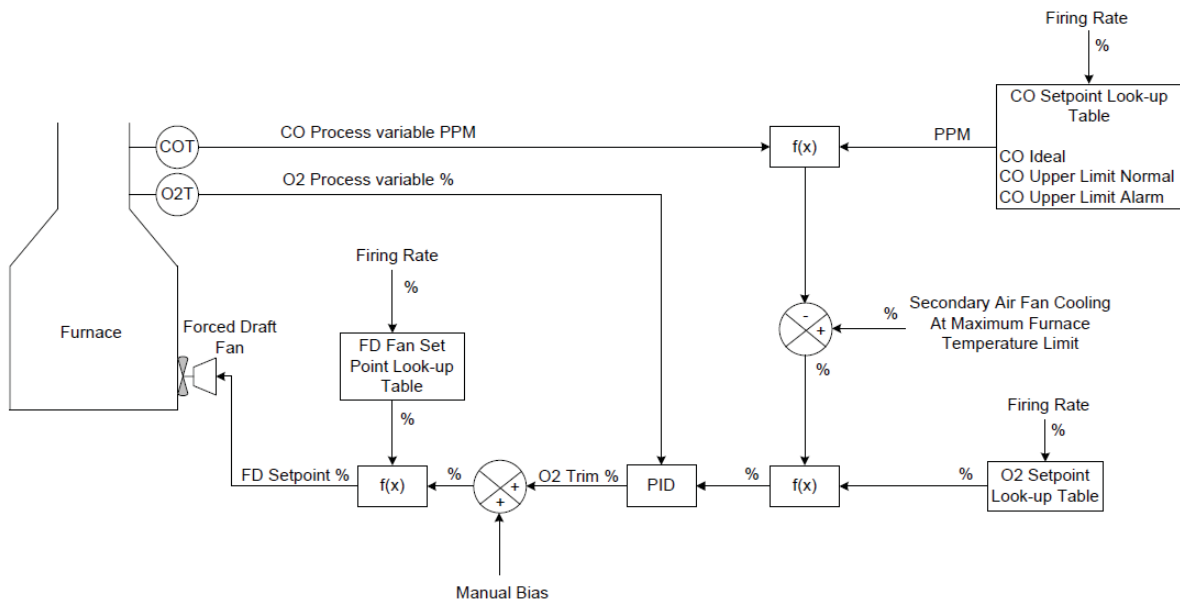 Firing Rate
%
CO Setpoint Look-up
Table
CO Ideal
CO Upper Limit Normal
CO Upper Limit Alarm
PPM
f(x)
CO Process variable PPM
COT
O2 Process variable %
O2T
Firing Rate
%
FD Fan Set
Point Look-up
Table
%
Furnace
Forced Draft
Fan
-
+
%
Secondary Air Fan Cooling
At Maximum Furnace
Temperature Limit
%
Firing Rate
%
O2 Setpoint
Look-up Table
%
f(x)
%
PID
O2 Trim %
+
+
%
f(x)
FD Setpoint %
Manual Bias